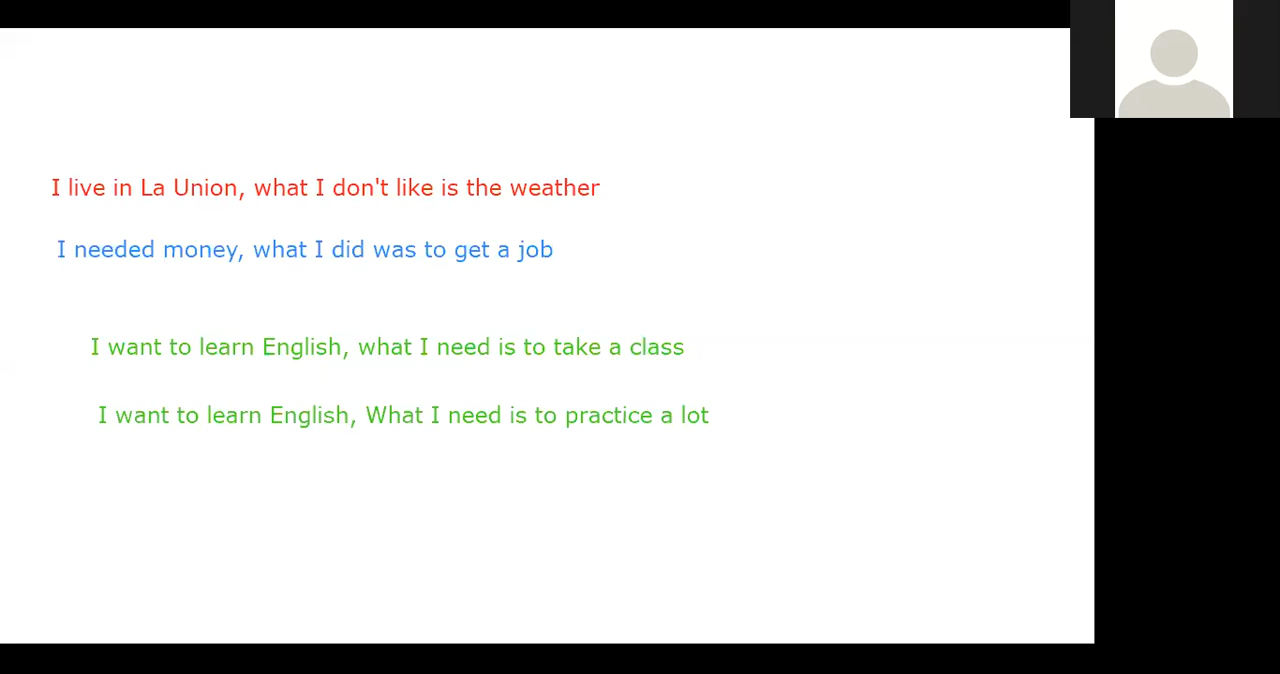 I live in La Union, what I don't like is the weather
I needed money, what I did was to get a job
I want to learn English, what I need is to take a class
I want to learn English, What I need is to practice a lot